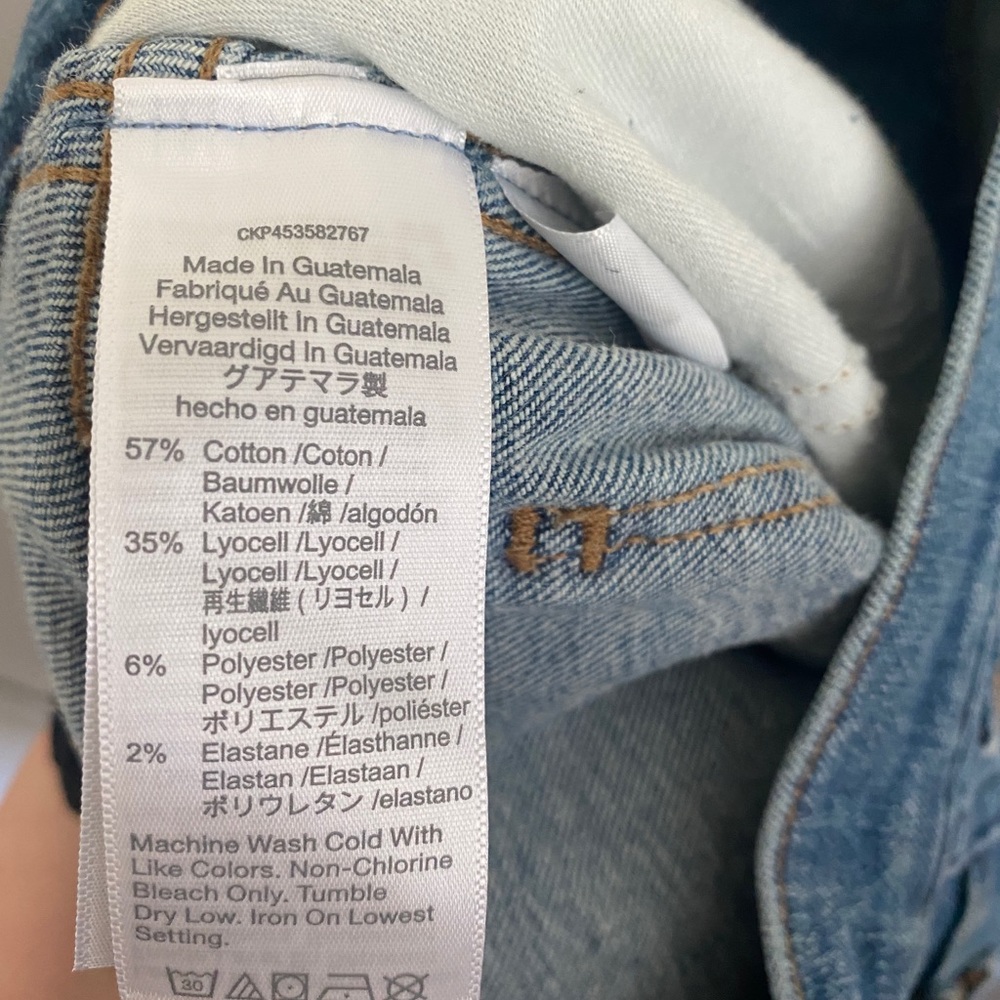 CKP453582767
Made In Guatemala
Fabriqué Au Guatemala
Hergestellt In Guatemala
Vervaardigd In Guatemala
グアテマラ製
hecho en guatemala
57% Cotton /Coton /
Baumwolle /
Katoen /綿 /algodón
35% Lyocell /Lyocell /
Lyocell /Lyocell /
再生繊維 ( リヨセル ) /
lyocell
6% Polyester /Polyester /
Polyester /Polyester /
ポリエステル /poliéster
2% Elastane /Élasthanne /
Elastan /Elastaan /
ポリウレタン /elastano
Machine Wash Cold With
Like Colors. Non-Chlorine
Bleach Only. Tumble
Dry Low. Iron On Lowest
Setting.
30